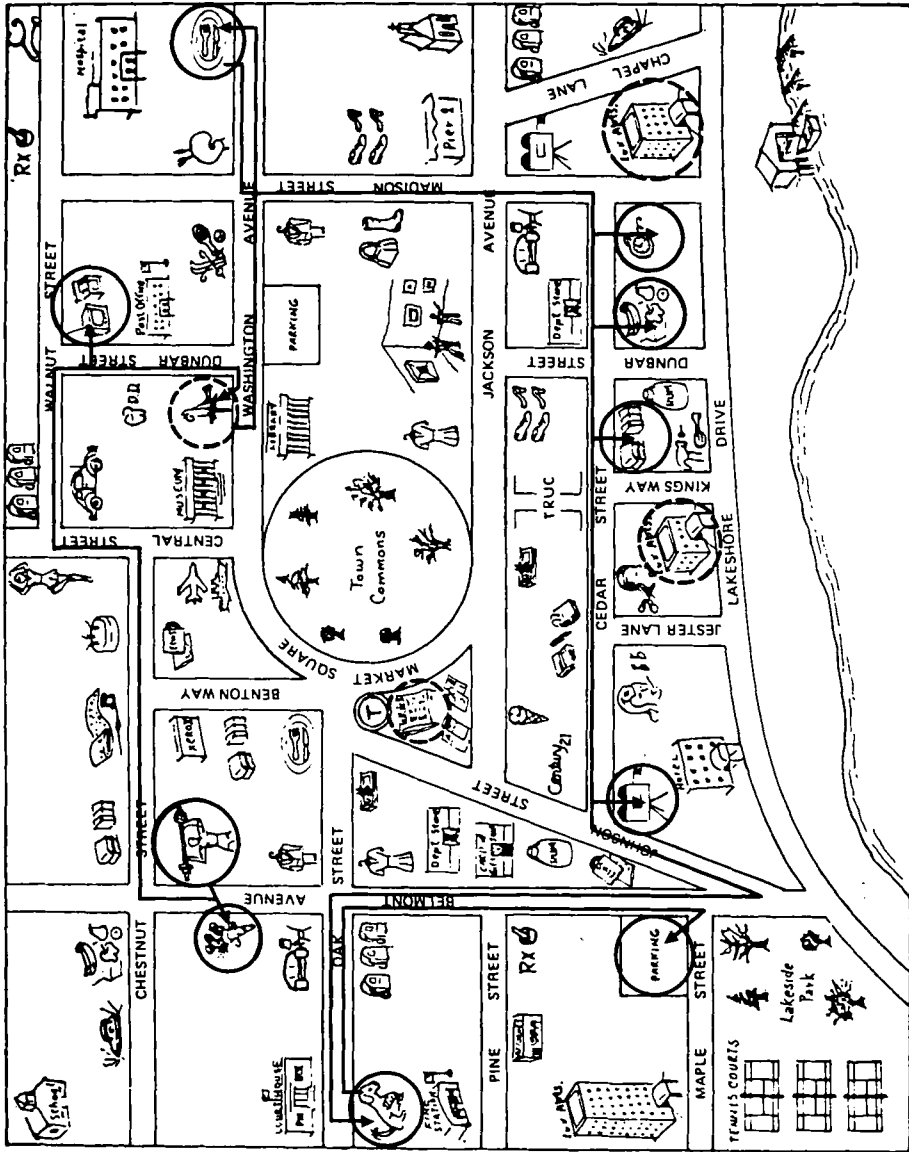 Hospital
Rx
WALNUT
STREET
Post Office
DUNBAR
STREET
WASHINGTON
AVENUE
MADISON
STREET
Pier 1
CHAPEL
LANE
PARKING
D.D.
MUSEUM
CENTRAL
STREET
Town
Commons
MARKET
SQUARE
JACKSON
AVENUE
Dept Store
DUNBAR
STREET
KINGS WAY
LAKESHORE
DRIVE
CEDAR
STREET
TRUC
JESTER LANE
BENTON WAY
XEROX
T
Century 21
Hotel
JOHNSON
STREET
Dept Store
CHESTNUT
STREET
BELMONT
AVENUE
OAK
STREET
School
COURTHOUSE
FIRE
STATION
PINE
STREET
Rx
PARKING
MAPLE
STREET
Lux Apts.
Lakeside
Park
TENNIS COURTS